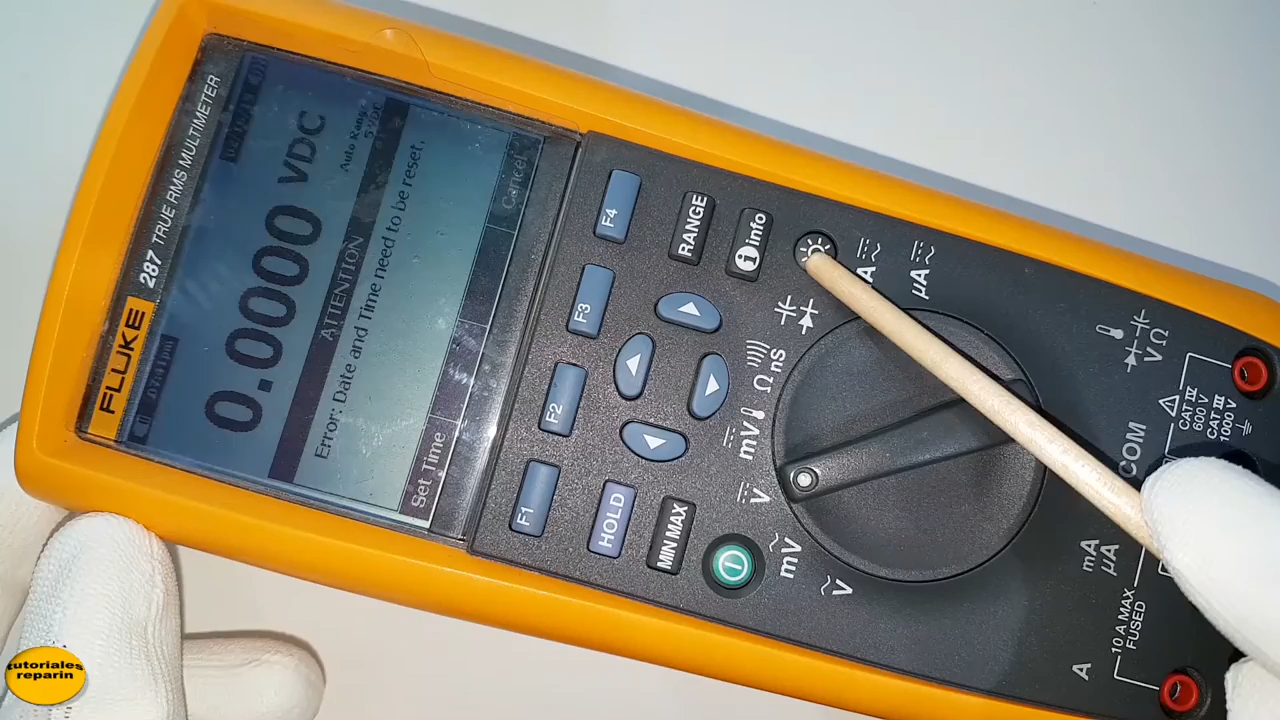 FLUKE 287 TRUE RMS MULTIMETER
07:41pm
0.0000 VDC
Auto Range
5 VDC
ATTENTION
Error: Date and Time need to be reset.
Set Time
Cancel
F1
F2
F3
F4
HOLD
MIN MAX
RANGE
i info
V
mV
V
mV
Ω
nS
A
µA
V Ω
COM
CAT IV
600 V
CAT III
1000 V
mA
µA
A
10 A MAX
FUSED
tutoriales
reparin